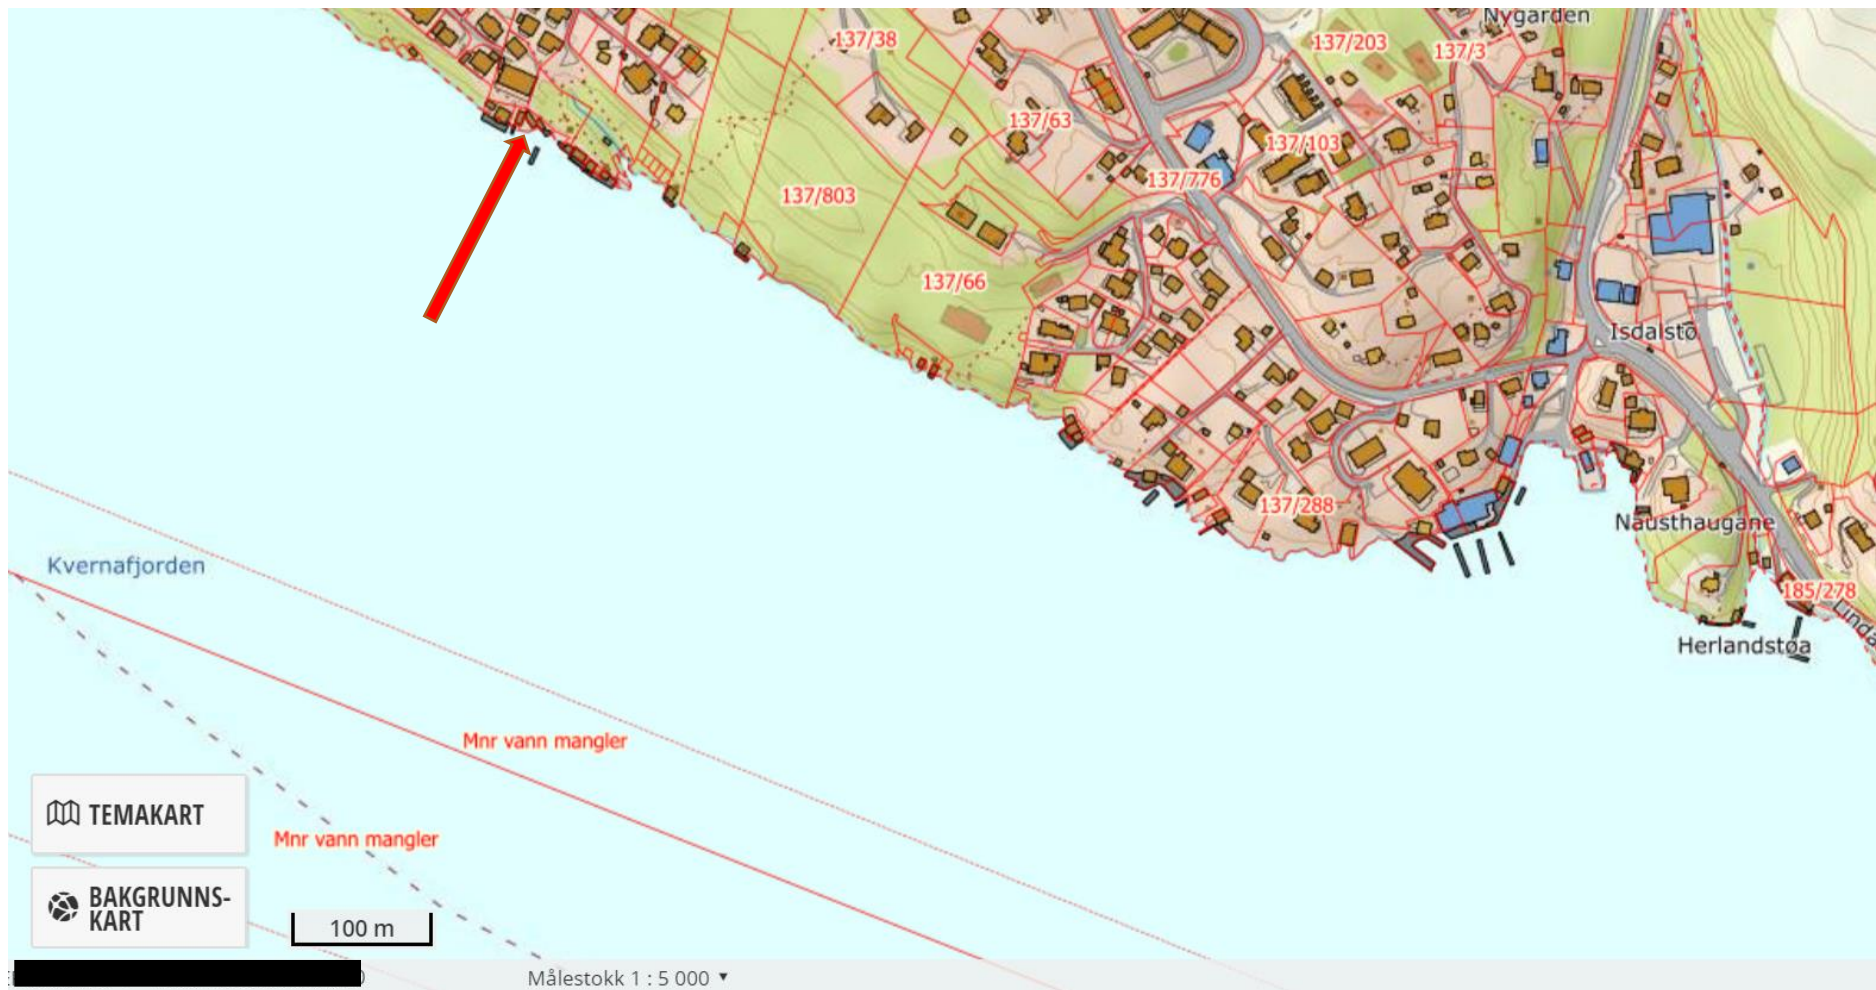 Nygården
137/38
137/203
137/3
137/63
137/103
137/776
137/803
137/66
Isdalstø
137/288
Nausthaugane
Kvernafjorden
185/278
Herlandstøa
Mnr vann mangler
TEMAKART
Mnr vann mangler
BAKGRUNNS-
KART
100 m
Målestokk 1 : 5 000